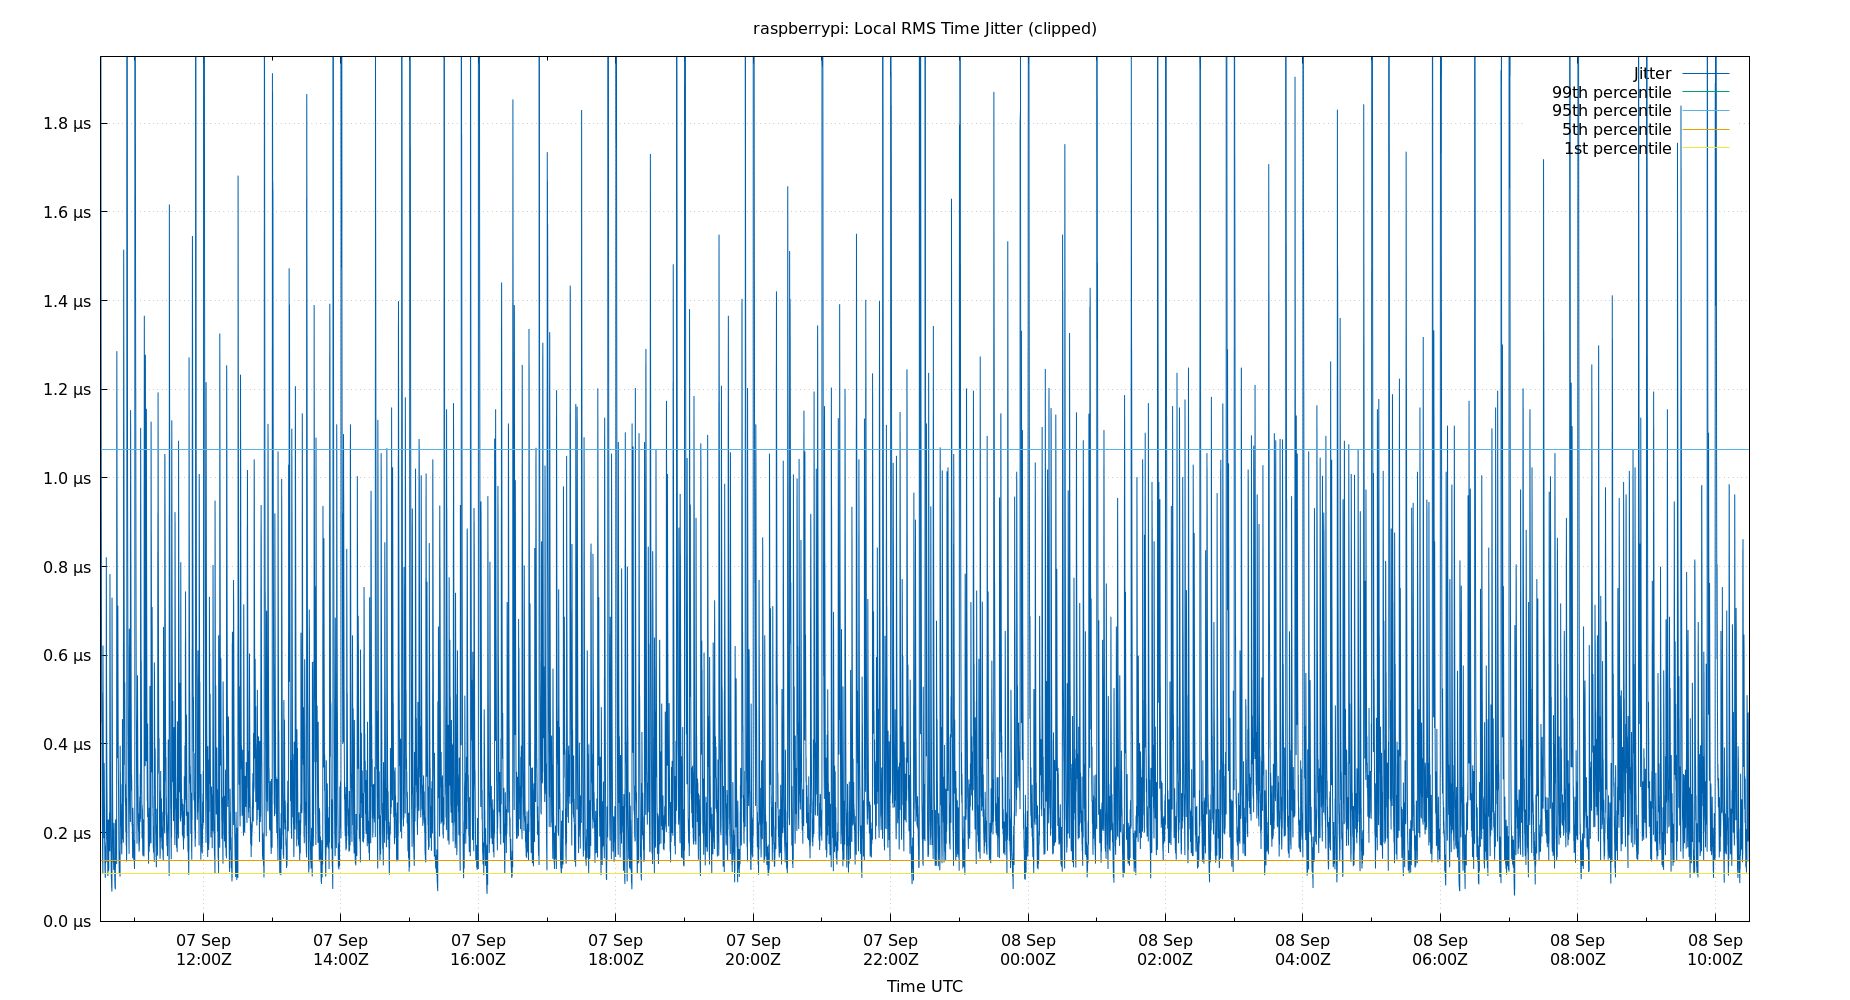 raspberrypi: Local RMS Time Jitter (clipped)
Jitter
99th percentile
95th percentile
5th percentile
1st percentile
1.8 μs
1.6 μs
1.4 μs
1.2 μs
1.0 μs
0.8 μs
0.6 μs
0.4 μs
0.2 μs
0.0 μs
07 Sep 07 Sep 07 Sep 07 Sep 07 Sep 07 Sep 08 Sep 08 Sep 08 Sep 08 Sep 08 Sep 08 Sep
12:00Z 14:00Z 16:00Z 18:00Z 20:00Z 22:00Z 00:00Z 02:00Z 04:00Z 06:00Z 08:00Z 10:00Z
Time UTC